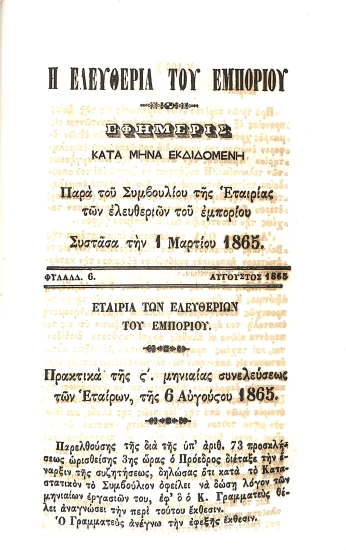 Η ΕΛΕΥΘΕΡΙΑ ΤΟΥ ΕΜΠΟΡΙΟΥ
ΕΦΗΜΕΡΙΣ
ΚΑΤΑ ΜΗΝΑ ΕΚΔΙΔΟΜΕΝΗ
Παρὰ τοῦ Συμβουλίου τῆς Ἑταιρίας
τῶν ἐλευθεριῶν τοῦ ἐμπορίου
Συστᾶσα τὴν 1 Μαρτίου 1865.
ΦΥΛΛΑΔ. 6. ΑΥΓΟΥΣΤΟΣ 1865
ΕΤΑΙΡΙΑ ΤΩΝ ΕΛΕΥΘΕΡΙΩΝ
ΤΟΥ ΕΜΠΟΡΙΟΥ.
Πρακτικὰ τῆς ς΄. μηνιαίας συνελεύσεως
τῶν Ἑταίρων, τῆς 6 Αὐγούσου 1865.
Παρελθούσης τῆς διὰ τῆς ὑπ' ἀριθ. 73 προσκλή-
σεως ὡρισθείσης 3ης ὥρας ὁ Πρόεδρος διέταξε τὴν ἔ-
ναρξιν τῆς συζητήσεως, δηλώσας ὅτι κατὰ τὸ Κατα-
στατικὸν τὸ Συμβούλιον ὀφείλει νὰ δώσῃ λόγον τῶν
μηνιαίων ἐργασιῶν του, ἐφ' ᾧ ὁ Κ. Γραμματεὺς θέ-
λει ἀναγνώσει τὴν περὶ τούτου ἔκθεσιν.
Ὁ Γραμματεὺς ἀνέγνω τὴν ἐφεξῆς ἔκθεσιν.